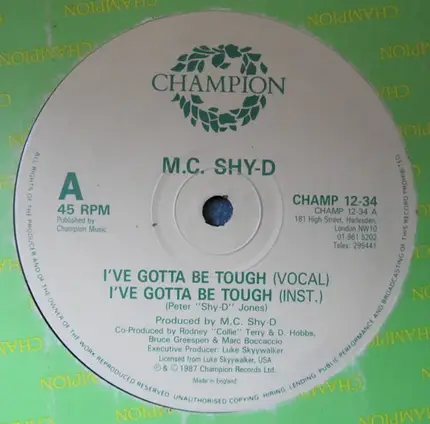 CHAMPION
M.C. SHY-D
A
45 RPM
Published by
Champion Music
CHAMP 12-34
CHAMP 12-34 A
181 High Street, Harlesden,
London NW10
01 961 5202
Telex: 295441
I'VE GOTTA BE TOUGH (VOCAL)
I'VE GOTTA BE TOUGH (INST.)
(Peter "Shy-D" Jones)
Produced by M.C. Shy-D
Co-Produced by Rodney "Collie" Terry & D. Hobbs,
Bruce Greespan & Marc Boccaccio
Executive Producer: Luke Skyywalker
Licensed from Luke Skyywalker, USA
℗ & © 1987 Champion Records Ltd.
Made in England
ALL RIGHTS OF THE PRODUCER AND OF THE OWNER OF THE WORK REPRODUCED RESERVED. UNAUTHORISED COPYING, HIRING, LENDING, PUBLIC PERFORMANCE AND BROADCASTING OF THIS RECORD PROHIBITED.
CHAMPION
CHAMPION
CHAMPION
CHAMPION